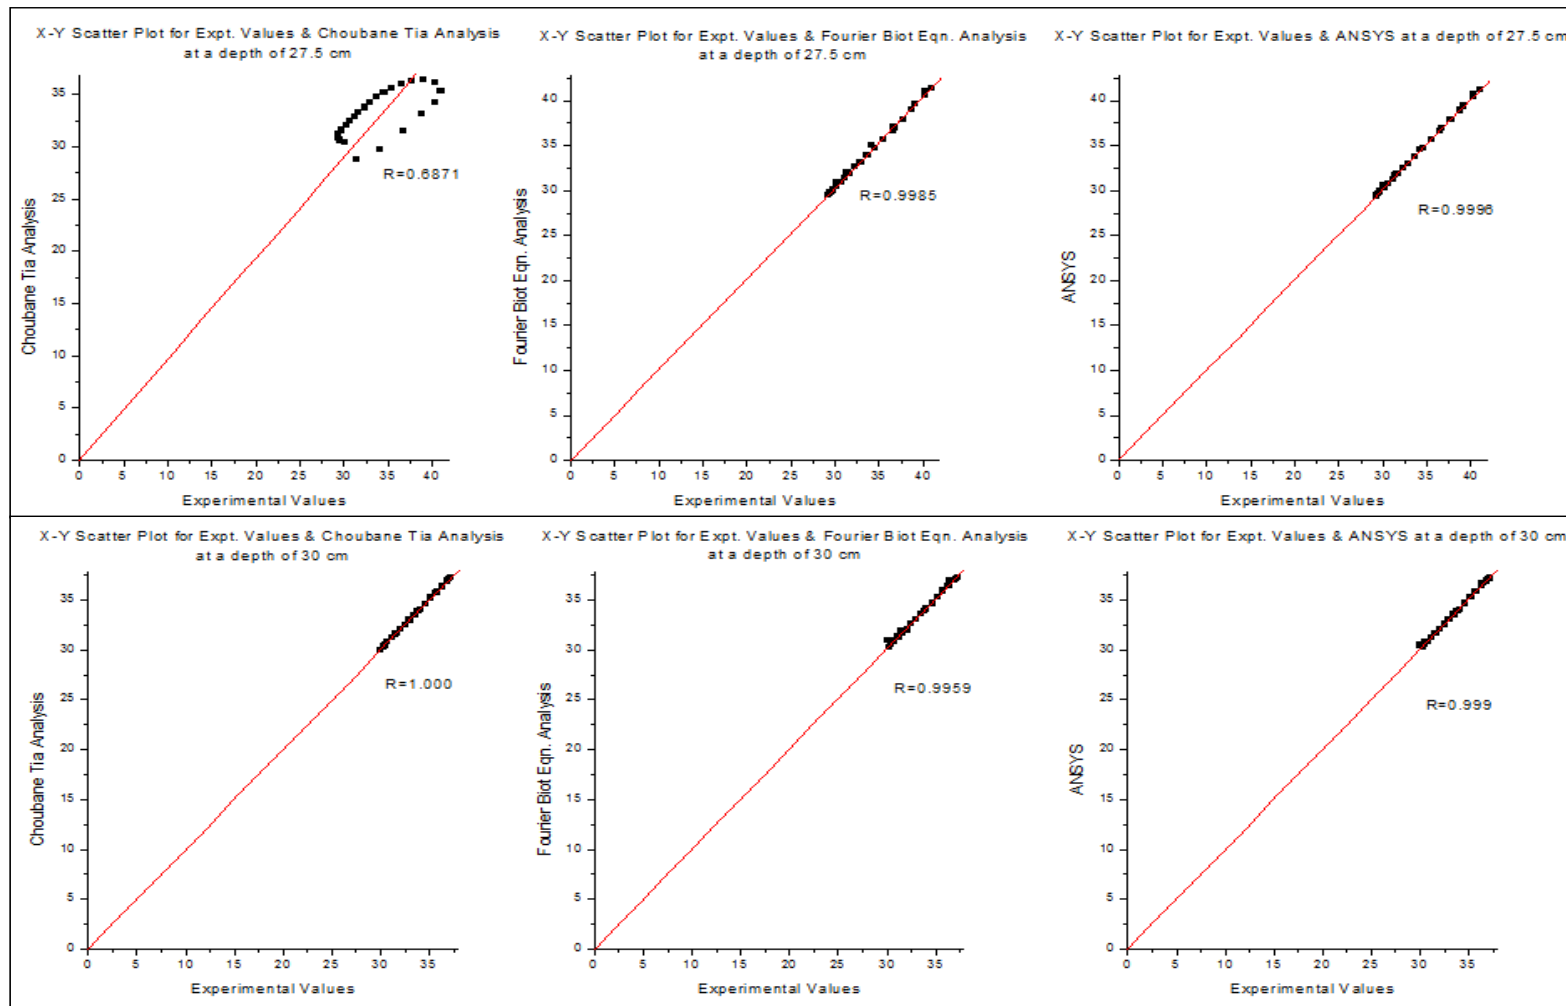 X-Y Scatter Plot for Expt. Values & Choubane Tia Analysis
at a depth of 27.5 cm
35
30
25
20
15
10
5
0
Choubane Tia Analysis
R=0.6871
0 5 10 15 20 25 30 35 40
Experimental Values
X-Y Scatter Plot for Expt. Values & Fourier Biot Eqn. Analysis
at a depth of 27.5 cm
40
35
30
25
20
15
10
5
0
Fourier Biot Eqn. Analysis
R=0.9985
0 5 10 15 20 25 30 35 40
Experimental Values
X-Y Scatter Plot for Expt. Values & ANSYS at a depth of 27.5 cm
40
35
30
25
20
15
10
5
0
ANSYS
R=0.9996
0 5 10 15 20 25 30 35 40
Experimental Values
X-Y Scatter Plot for Expt. Values & Choubane Tia Analysis
at a depth of 30 cm
35
30
25
20
15
10
5
0
Choubane Tia Analysis
R=1.000
0 5 10 15 20 25 30 35
Experimental Values
X-Y Scatter Plot for Expt. Values & Fourier Biot Eqn. Analysis
at a depth of 30 cm
35
30
25
20
15
10
5
0
Fourier Biot Eqn. Analysis
R=0.9959
0 5 10 15 20 25 30 35
Experimental Values
X-Y Scatter Plot for Expt. Values & ANSYS at a depth of 30 cm
35
30
25
20
15
10
5
0
ANSYS
R=0.999
0 5 10 15 20 25 30 35
Experimental Values